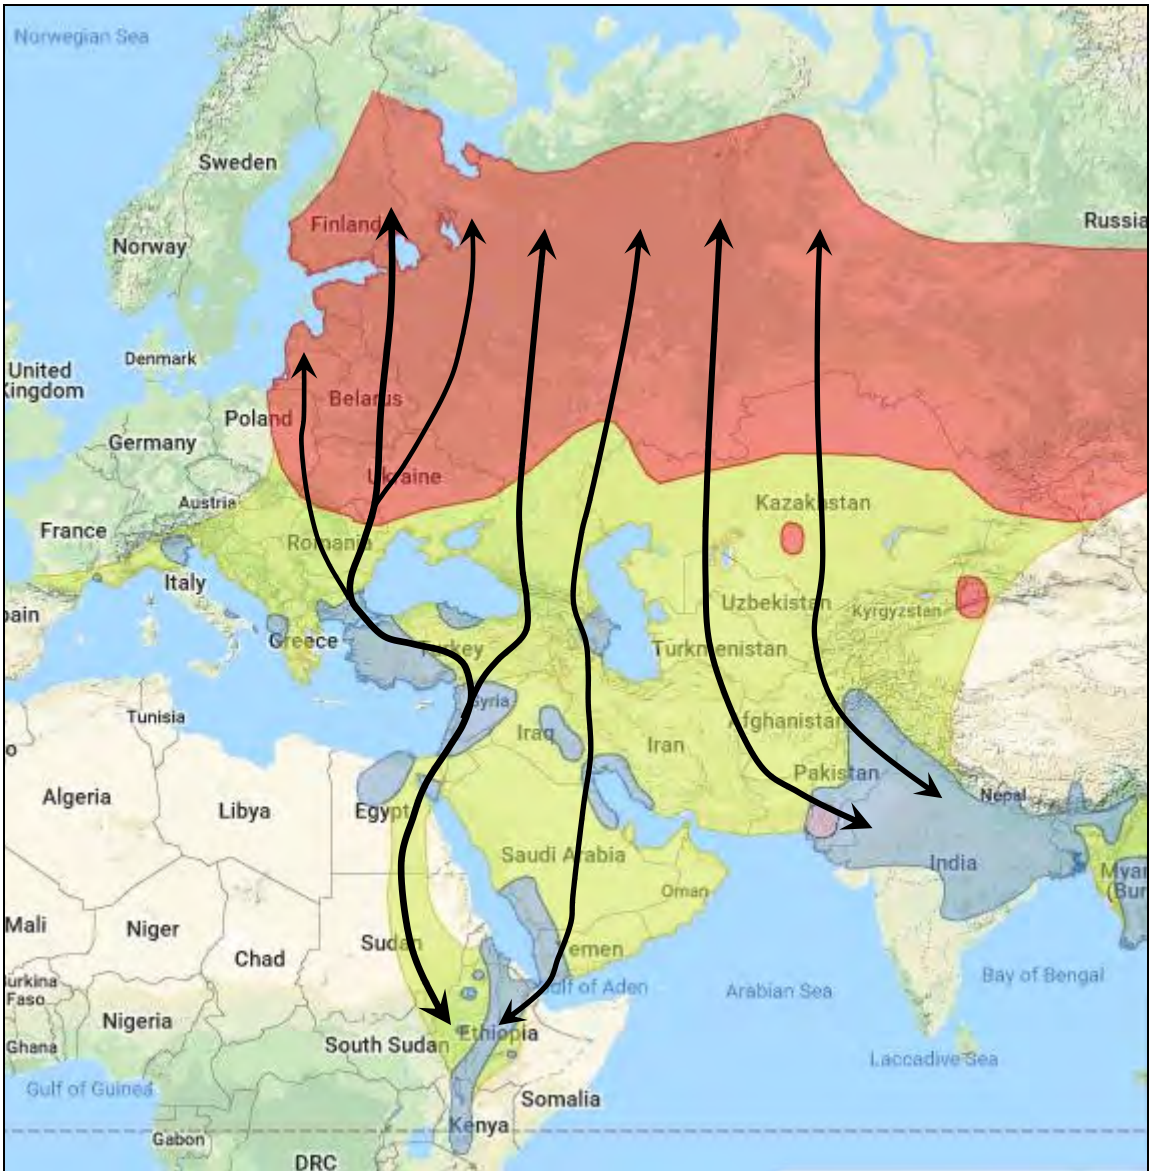 Norwegian Sea
Sweden
Russia
Finland
Norway
Denmark
United
Kingdom
Belarus
Poland
Germany
Ukraine
Austria
Kazakhstan
France
Romania
Italy
Uzbekistan
Kyrgyzstan
pain
Greece
Turkey
Turkmenistan
Syria
Tunisia
Afghanistan
Iraq
Iran
o
Pakistan
Nepal
Algeria
Libya
Egypt
Saudi Arabia
India
Myar
(Bur
Oman
Mali
Niger
Sudan
Yemen
Chad
Bay of Bengal
Burkina
Faso
Gulf of Aden
Arabian Sea
Nigeria
Ethiopia
Ghana
South Sudan
Laccadive Sea
Gulf of Guinea
Somalia
Kenya
Gabon
DRC